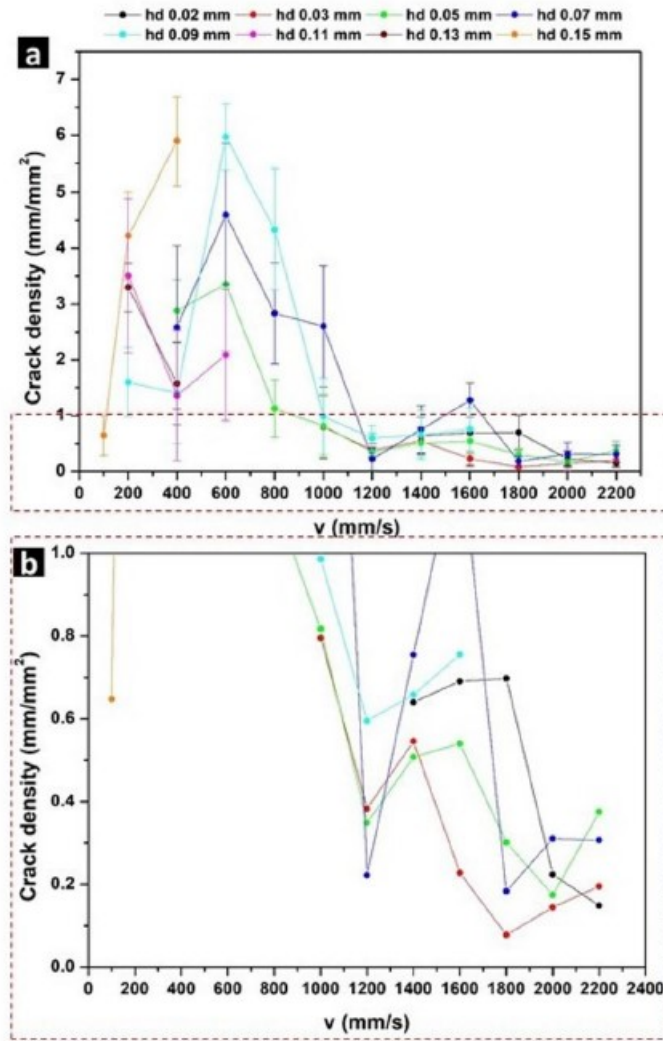 hd 0.02 mm hd 0.03 mm hd 0.05 mm hd 0.07 mm
hd 0.09 mm hd 0.11 mm hd 0.13 mm hd 0.15 mm
a
Crack density (mm/mm²)
7
6
5
4
3
2
1
0
200 400 600 800 1000 1200 1400 1600 1800 2000 2200
v (mm/s)
b
Crack density (mm/mm²)
1.0
0.8
0.6
0.4
0.2
0.0
0 200 400 600 800 1000 1200 1400 1600 1800 2000 2200 2400
v (mm/s)